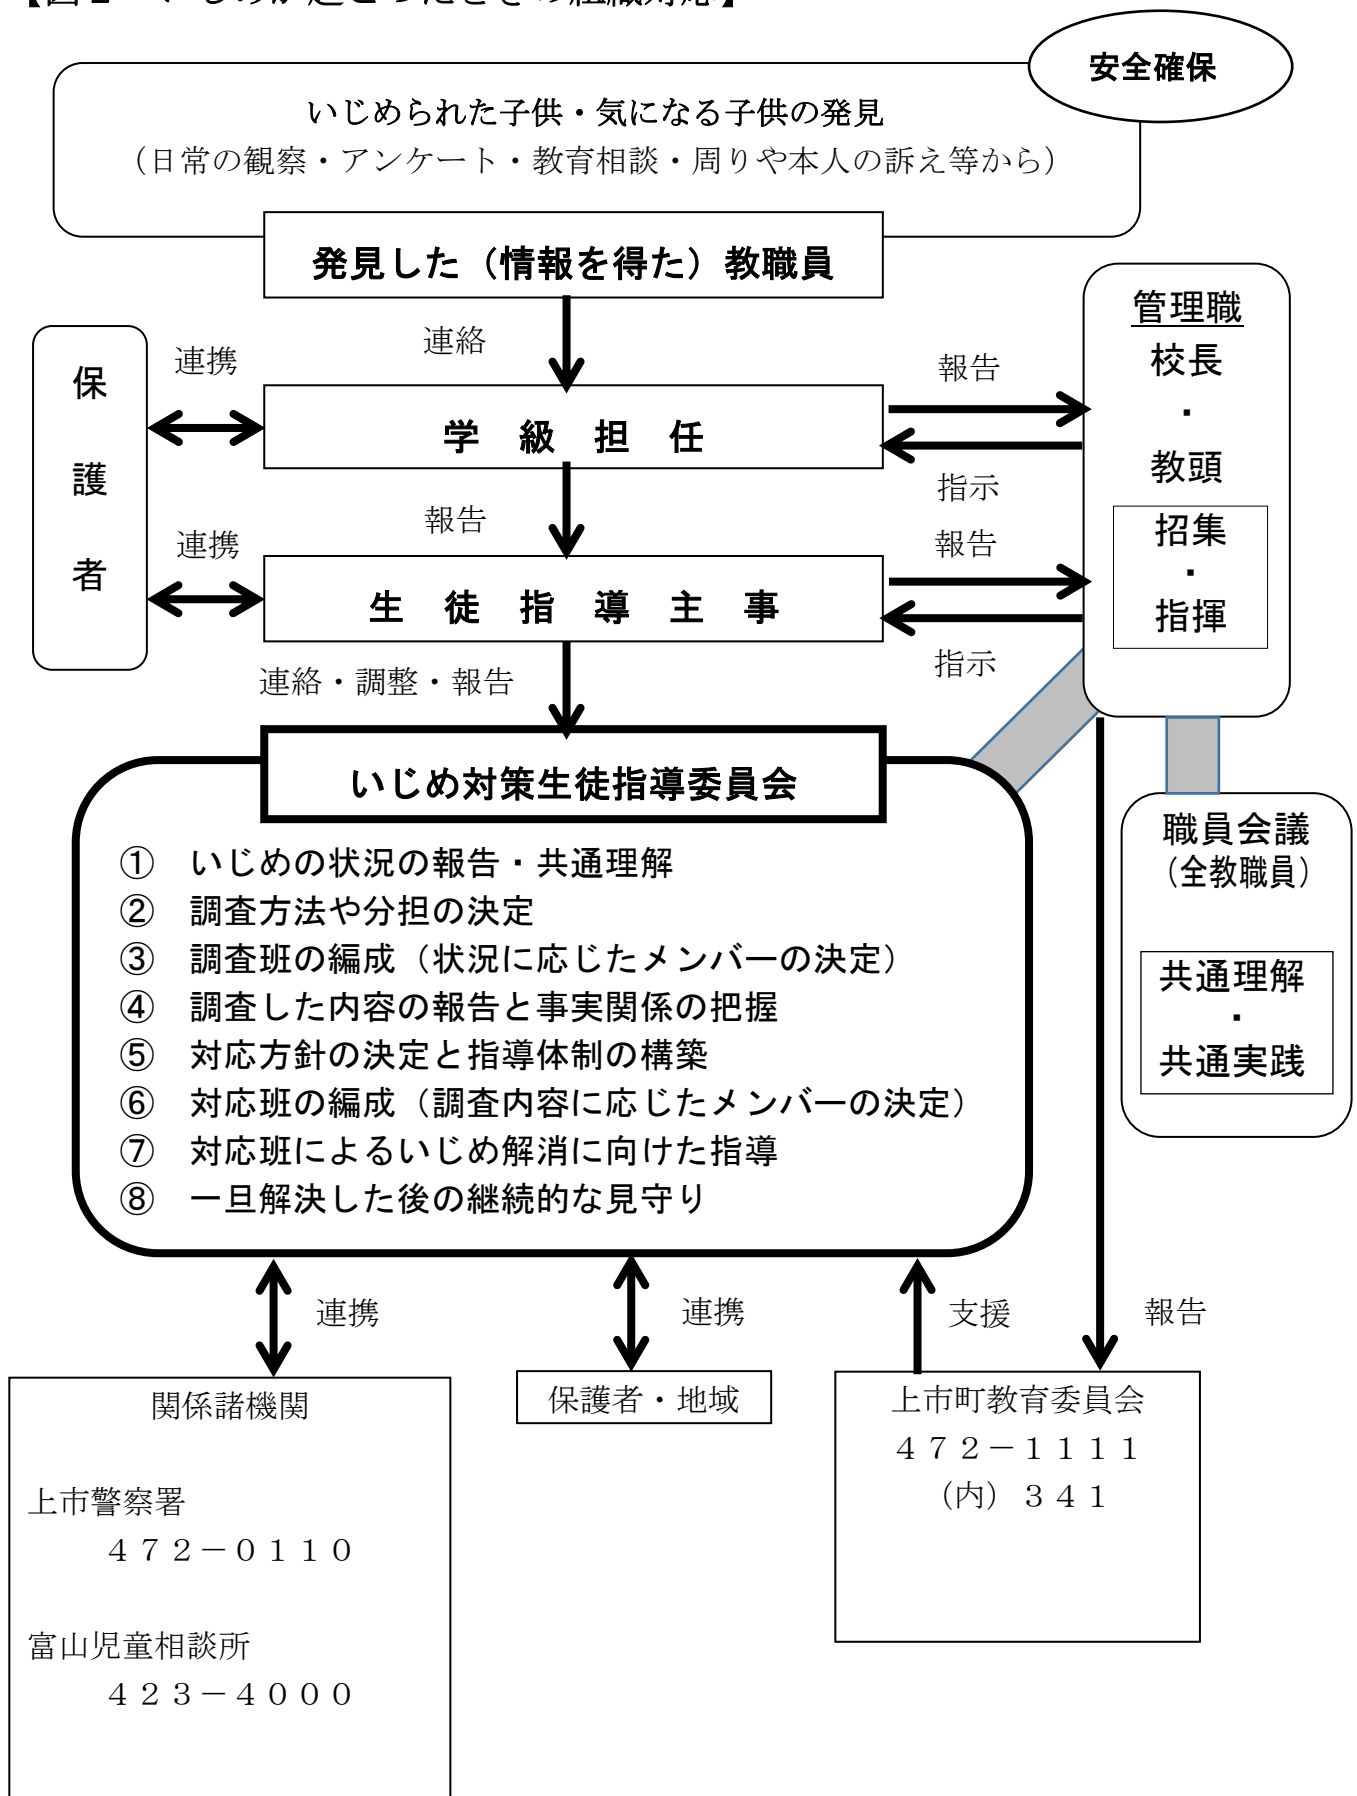 安全確保
いじめられた子供・気になる子供の発見
（日常の観察・アンケート・教育相談・周りや本人の訴え等から）
発見した（情報を得た）教職員
連絡
保護者
連携
学級担任
報告
指示
管理職
校長
・
教頭
招集
・
指揮
報告
連携
生徒指導主事
報告
指示
連絡・調整・報告
いじめ対策生徒指導委員会
① いじめの状況の報告・共通理解
② 調査方法や分担の決定
③ 調査班の編成（状況に応じたメンバーの決定）
④ 調査した内容の報告と事実関係の把握
⑤ 対応方針の決定と指導体制の構築
⑥ 対応班の編成（調査内容に応じたメンバーの決定）
⑦ 対応班によるいじめ解消に向けた指導
⑧ 一旦解決した後の継続的な見守り
職員会議
（全教職員）
共通理解
・
共通実践
連携
連携
支援
報告
関係諸機関
上市警察署
４７２－０１１０
富山児童相談所
４２３－４０００
保護者・地域
上市町教育委員会
４７２－１１１１
（内）３４１